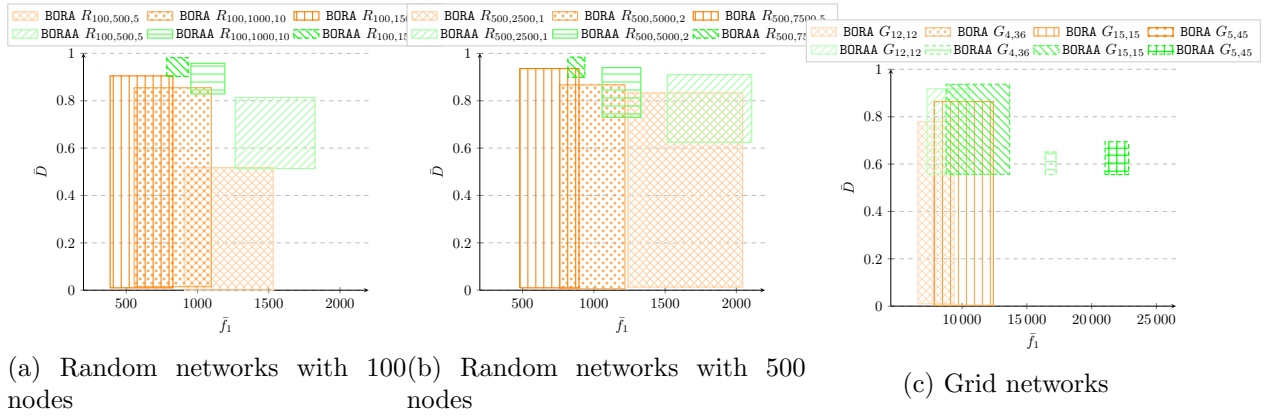 BORA R100,500,5 BORA R100,1000,10 BORA R100,150
BORAA R100,500,5 BORAA R100,1000,10 BORAA R100,15
1
0.8
0.6
0.4
0.2
0
D̄
500 1000 1500 2000
f̄1
(a) Random networks with 100 nodes
BORA R500,2500,1 BORA R500,5000,2 BORA R500,7500,5
BORAA R500,2500,1 BORAA R500,5000,2 BORAA R500,75
1
0.8
0.6
0.4
0.2
0
D̄
500 1000 1500 2000
f̄1
(b) Random networks with 500 nodes
BORA G12,12 BORA G4,36 BORA G15,15 BORA G5,45
BORAA G12,12 BORAA G4,36 BORAA G15,15 BORAA G5,45
1
0.8
0.6
0.4
0.2
0
D̄
10 000 15 000 20 000 25 000
f̄1
(c) Grid networks